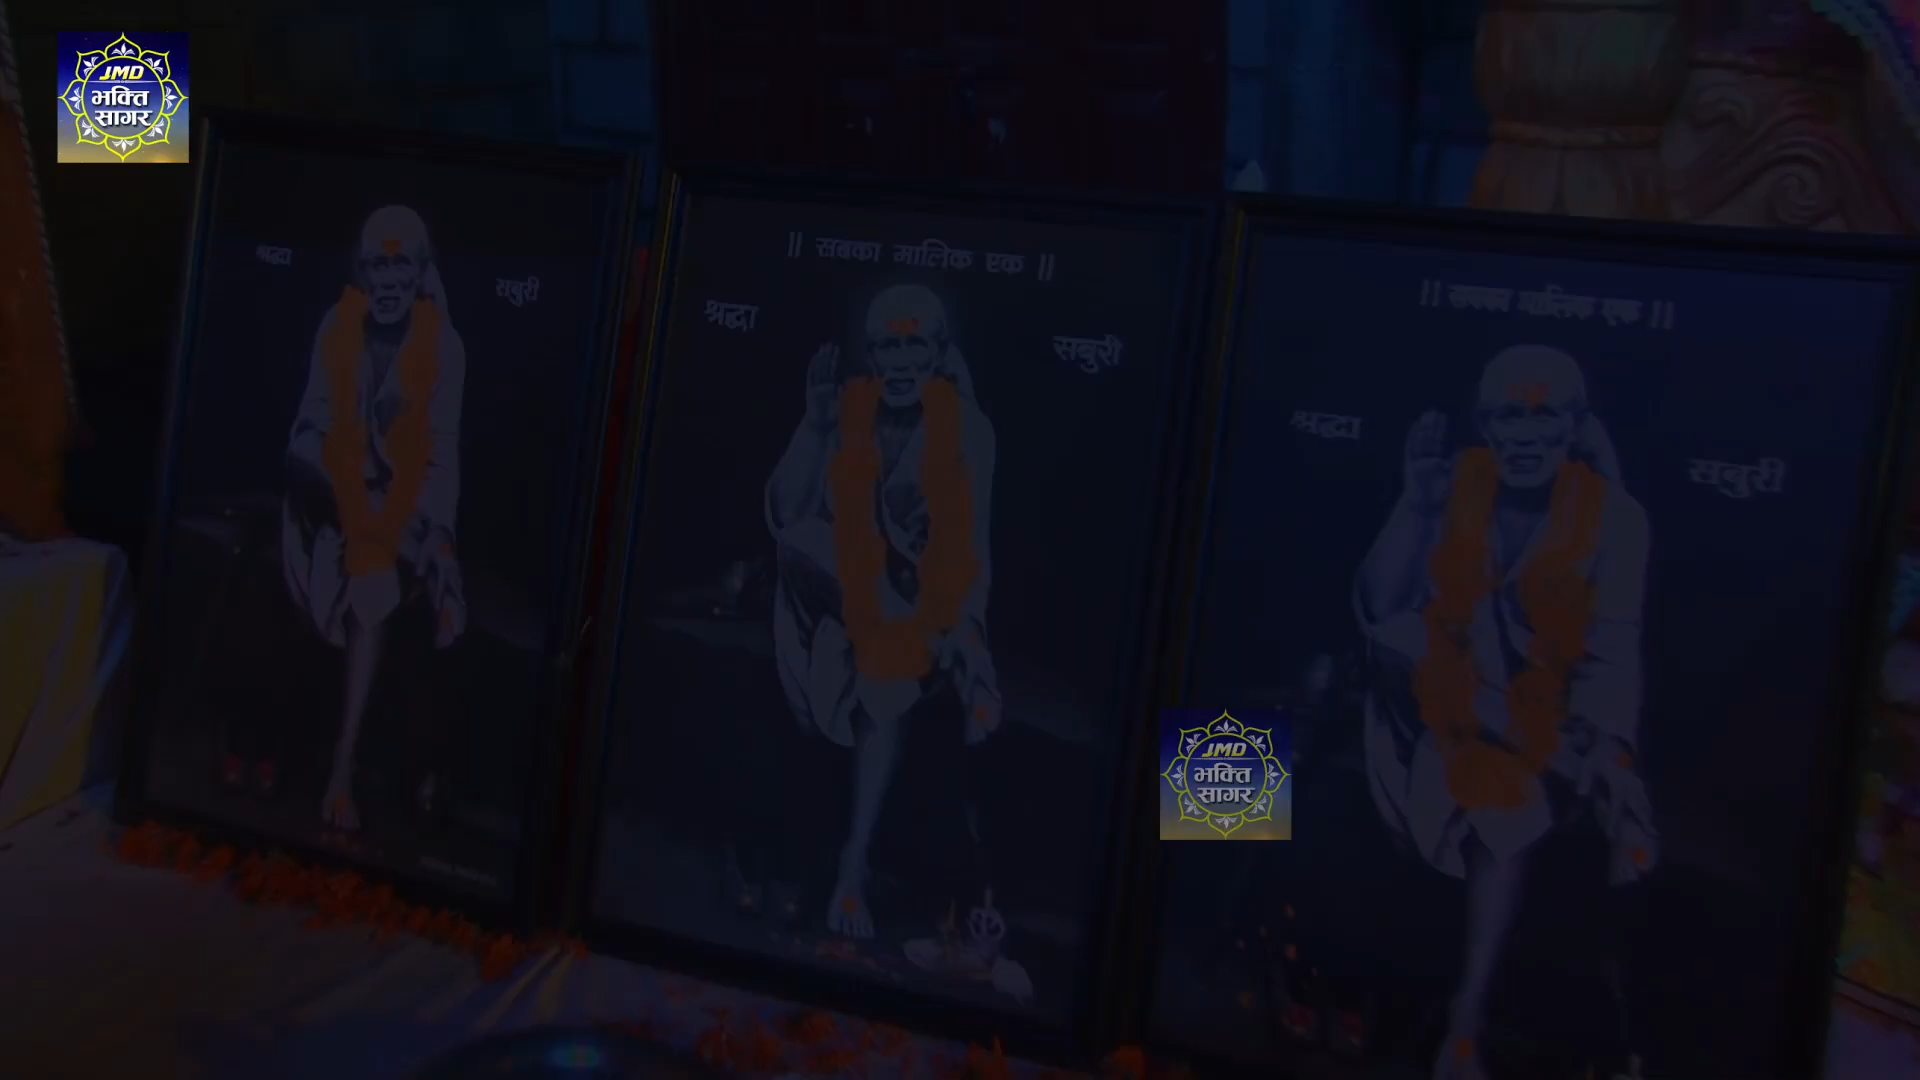 JMD
भक्ति
सागर
श्रद्धा
सबुरी
|| सबका मालिक एक ||
श्रद्धा
सबुरी
|| सबका मालिक एक ||
श्रद्धा
सबुरी
JMD
भक्ति
सागर